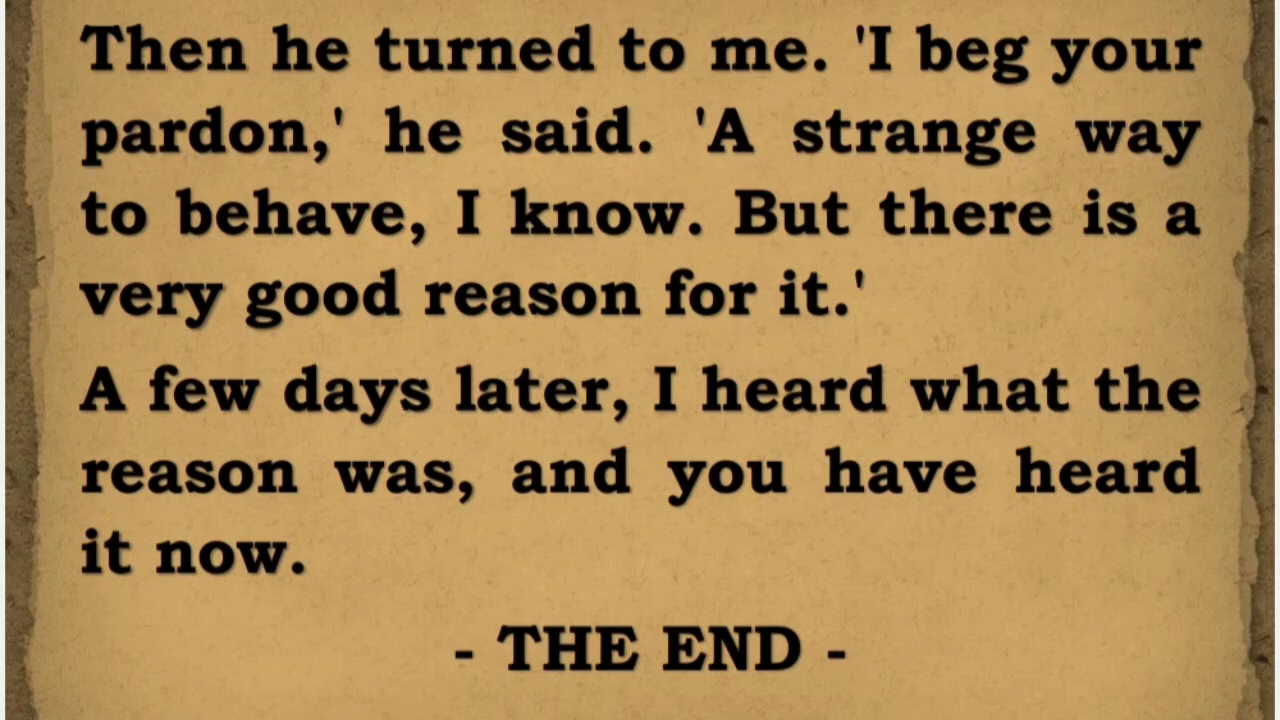 Then he turned to me. 'I beg your
pardon,' he said. 'A strange way
to behave, I know. But there is a
very good reason for it.'
A few days later, I heard what the
reason was, and you have heard
it now.
- THE END -